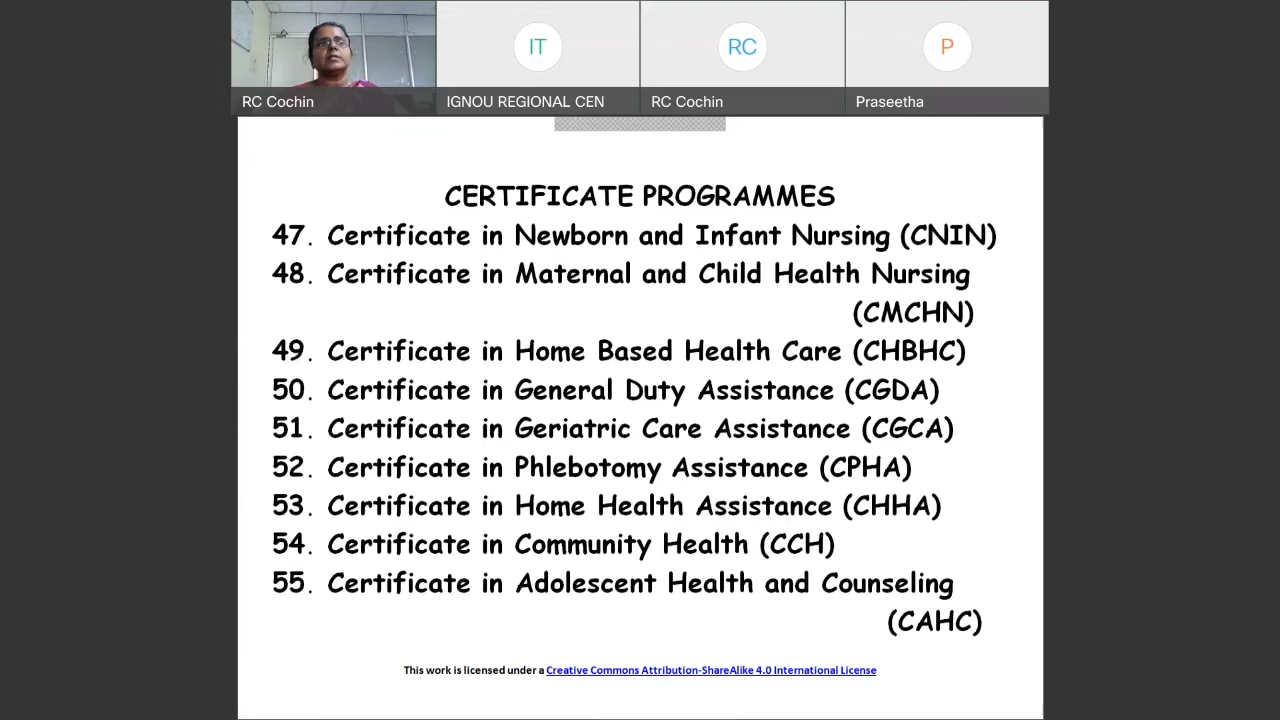 IT
RC
P
RC Cochin
IGNOU REGIONAL CEN
RC Cochin
Praseetha
CERTIFICATE PROGRAMMES
47. Certificate in Newborn and Infant Nursing (CNIN)
48. Certificate in Maternal and Child Health Nursing
(CMCHN)
49. Certificate in Home Based Health Care (CHBHC)
50. Certificate in General Duty Assistance (CGDA)
51. Certificate in Geriatric Care Assistance (CGCA)
52. Certificate in Phlebotomy Assistance (CPHA)
53. Certificate in Home Health Assistance (CHHA)
54. Certificate in Community Health (CCH)
55. Certificate in Adolescent Health and Counseling
(CAHC)
This work is licensed under a Creative Commons Attribution-ShareAlike 4.0 International License